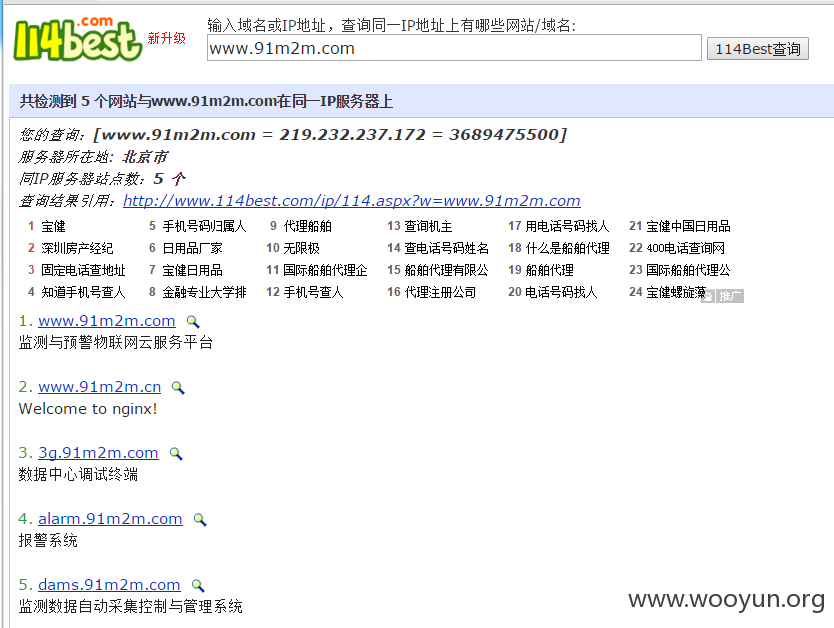 114best .com 新升级
输入域名或IP地址，查询同一IP地址上有哪些网站/域名:
www.91m2m.com 114Best查询
共检测到 5 个网站与www.91m2m.com在同一IP服务器上
您的查询：[www.91m2m.com = 219.232.237.172 = 3689475500]
服务器所在地: 北京市
同IP服务器站点数：5 个
查询结果引用：http://www.114best.com/ip/114.aspx?w=www.91m2m.com
1 宝健 5 手机号码归属人 9 代理船舶 13 查询机主 17 用电话号码找人 21 宝健中国日用品
2 深圳房产经纪 6 日用品厂家 10 无限极 14 查电话号码姓名 18 什么是船舶代理 22 400电话查询网
3 固定电话查地址 7 宝健日用品 11 国际船舶代理企 15 船舶代理有限公 19 船舶代理 23 国际船舶代理公
4 知道手机号查人 8 金融专业大学排 12 手机号查人 16 代理注册公司 20 电话号码找人 24 宝健螺旋藻 推广
1. www.91m2m.com
监测与预警物联网云服务平台
2. www.91m2m.cn
Welcome to nginx!
3. 3g.91m2m.com
数据中心调试终端
4. alarm.91m2m.com
报警系统
5. dams.91m2m.com
监测数据自动采集控制与管理系统
www.wooyun.org